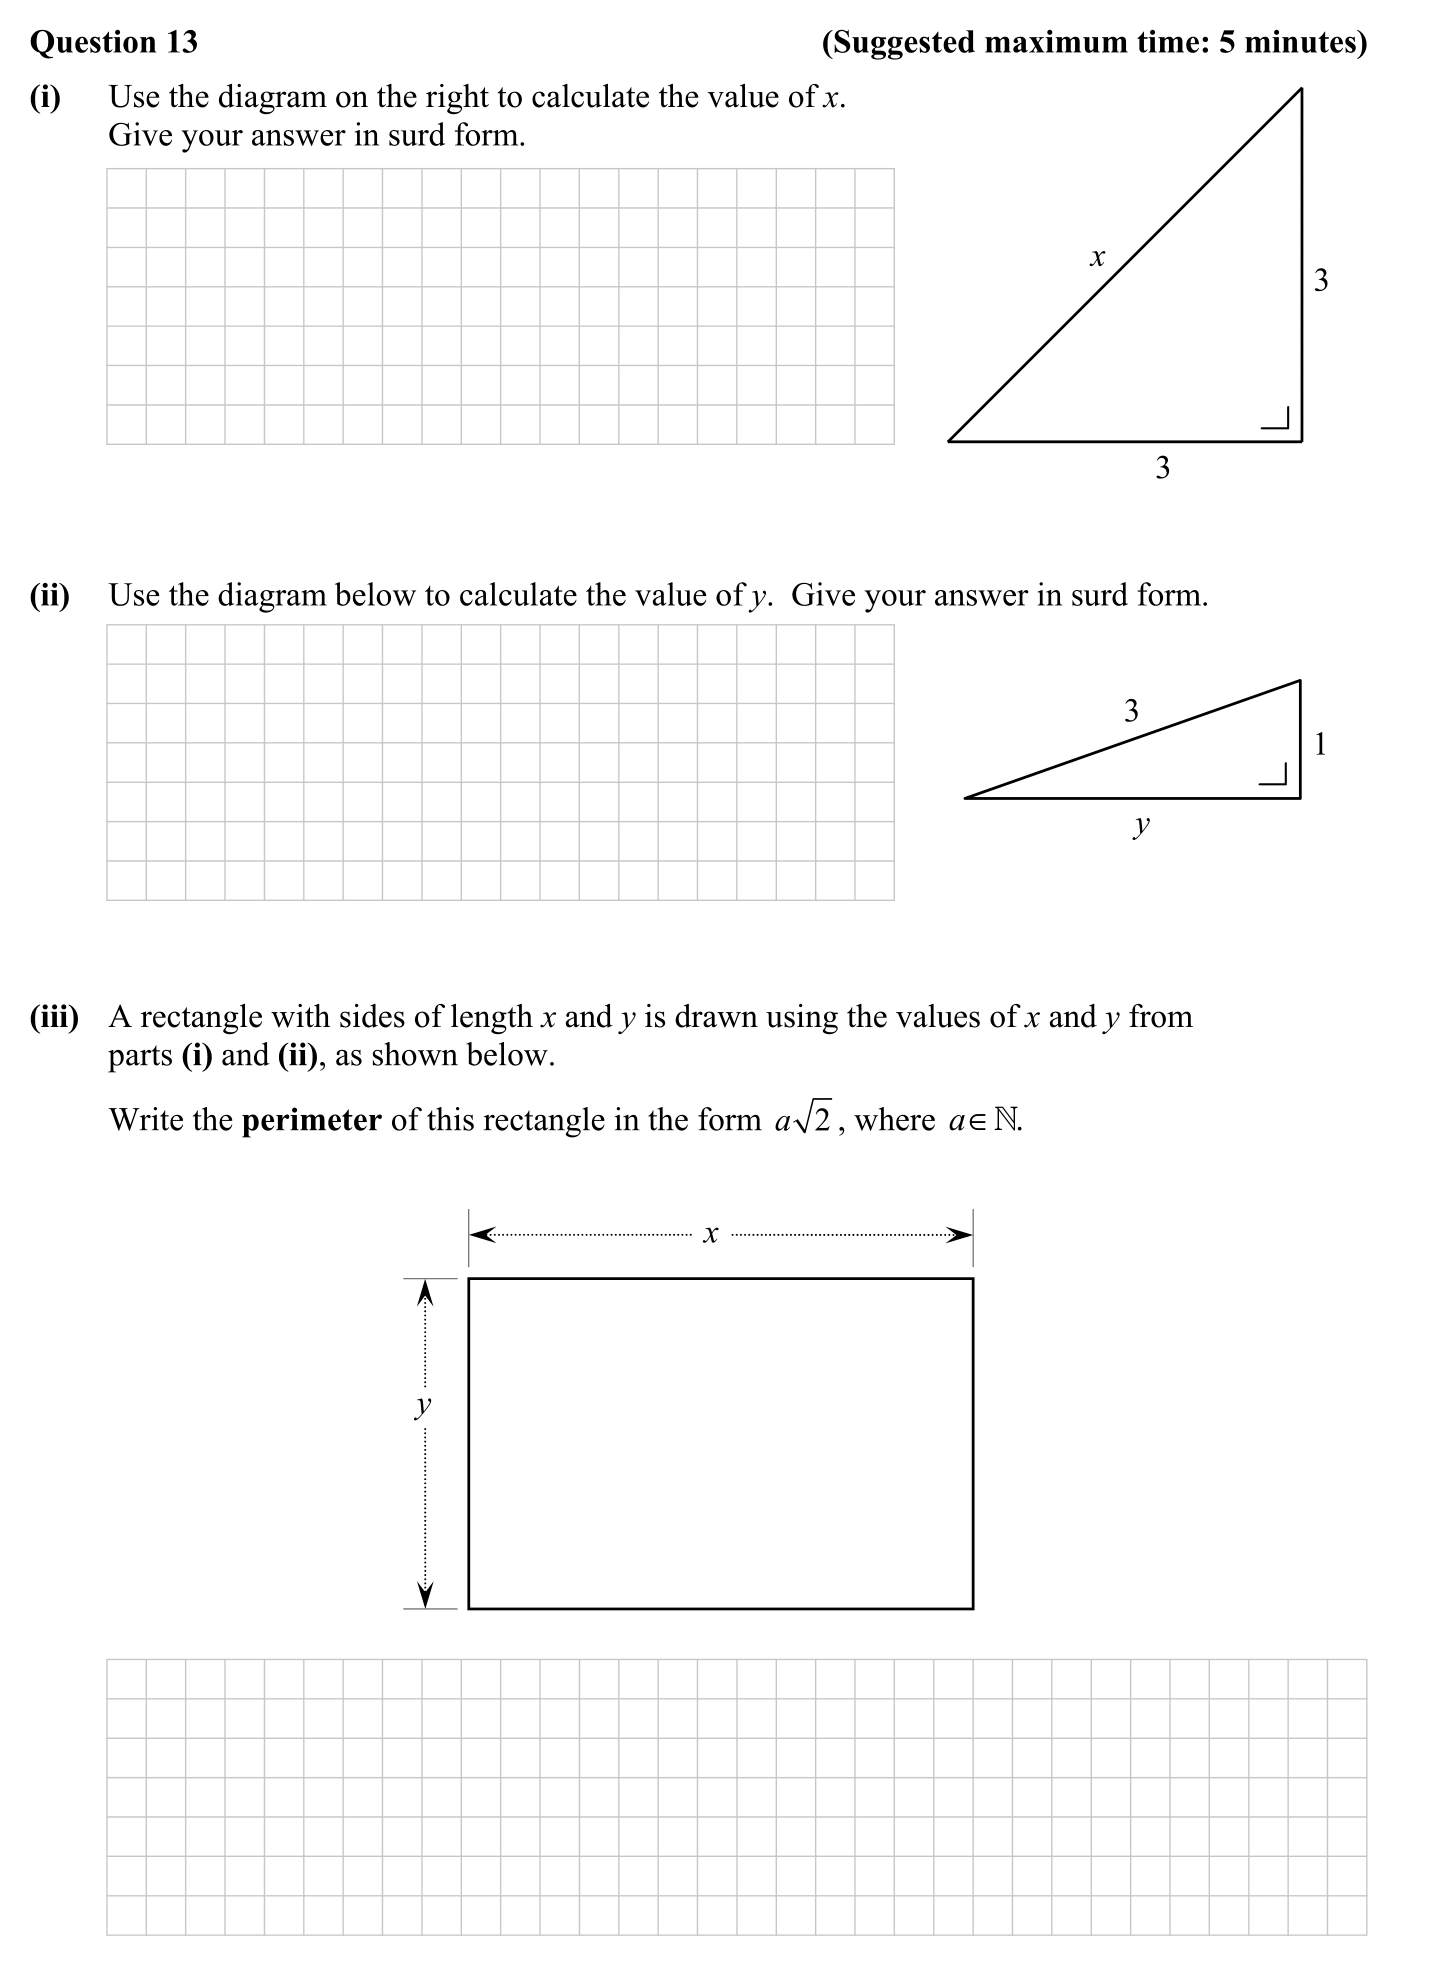 Question 13 (Suggested maximum time: 5 minutes)
(i) Use the diagram on the right to calculate the value of x.
Give your answer in surd form.
x
3
3
(ii) Use the diagram below to calculate the value of y. Give your answer in surd form.
3
1
y
(iii) A rectangle with sides of length x and y is drawn using the values of x and y from
parts (i) and (ii), as shown below.
Write the perimeter of this rectangle in the form a√2, where a∈ℕ.
x
y